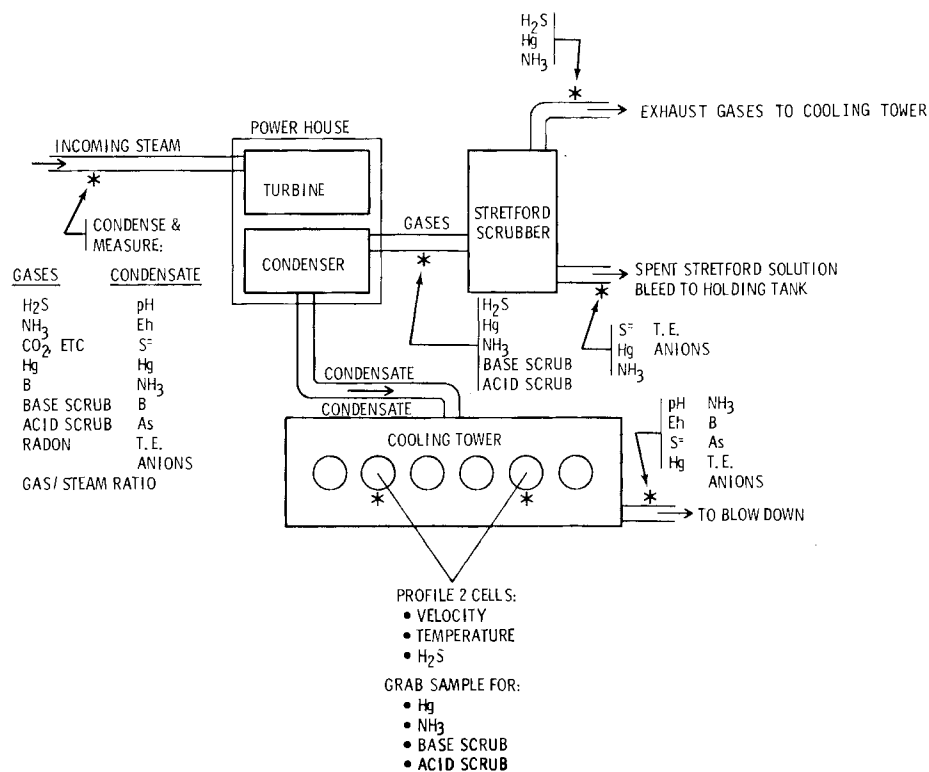 H2S
Hg
NH3
EXHAUST GASES TO COOLING TOWER
POWER HOUSE
INCOMING STEAM
TURBINE
STRETFORD
SCRUBBER
CONDENSE &
MEASURE:
GASES
CONDENSER
SPENT STRETFORD SOLUTION
BLEED TO HOLDING TANK
GASES CONDENSATE
H2S pH
NH3 Eh
CO2, ETC S=
Hg Hg
B NH3
BASE SCRUB B
ACID SCRUB As
RADON T.E.
ANIONS
GAS/STEAM RATIO
H2S
Hg
NH3
BASE SCRUB
ACID SCRUB
S= T.E.
Hg ANIONS
NH3
CONDENSATE
CONDENSATE
pH NH3
Eh B
S= As
Hg T.E.
ANIONS
COOLING TOWER
TO BLOW DOWN
PROFILE 2 CELLS:
• VELOCITY
• TEMPERATURE
• H2S
GRAB SAMPLE FOR:
• Hg
• NH3
• BASE SCRUB
• ACID SCRUB